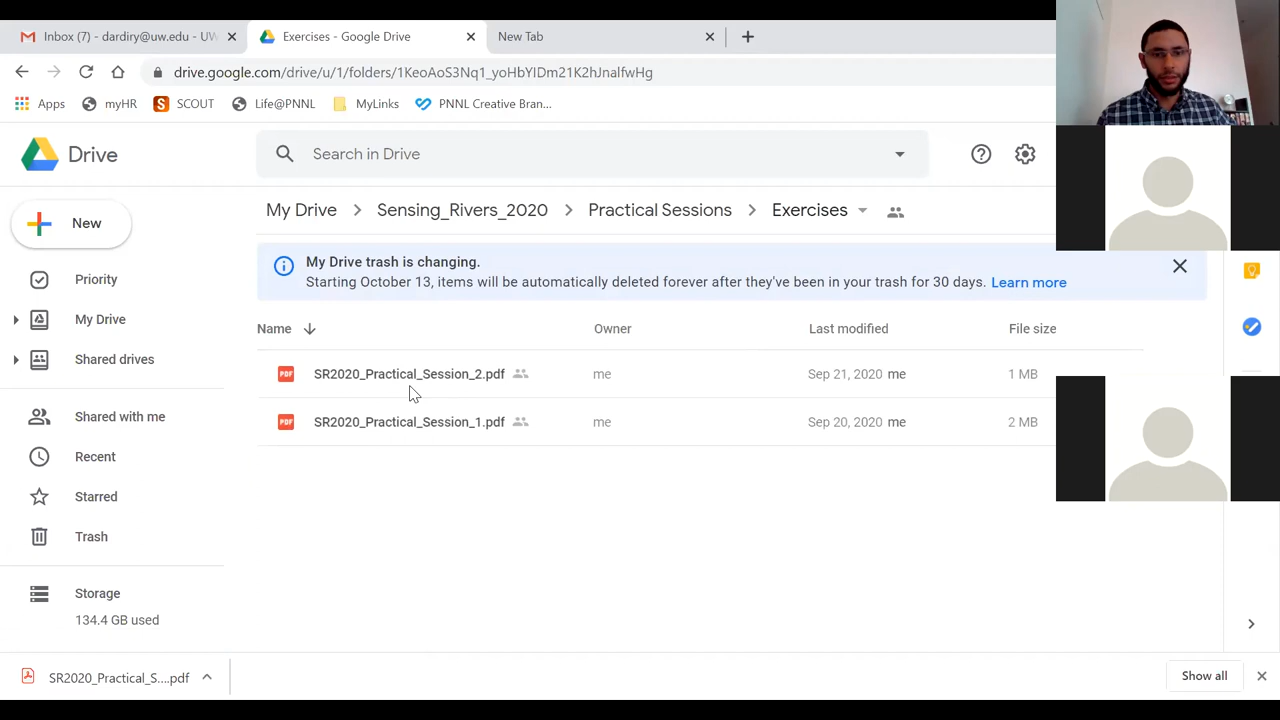 Inbox (7) - dardiry@uw.edu - UW
Exercises - Google Drive
New Tab
drive.google.com/drive/u/1/folders/1KeoAoS3Nq1_yoHbYIDm21K2hJnalfwHg
Apps
myHR
SCOUT
Life@PNNL
MyLinks
PNNL Creative Bran...
Drive
Search in Drive
New
My Drive
Sensing_Rivers_2020
Practical Sessions
Exercises
My Drive trash is changing.
Starting October 13, items will be automatically deleted forever after they've been in your trash for 30 days. Learn more
Priority
My Drive
Shared drives
Shared with me
Recent
Starred
Trash
Storage
134.4 GB used
Name Owner Last modified File size
PDF SR2020_Practical_Session_2.pdf me Sep 21, 2020 me 1 MB
PDF SR2020_Practical_Session_1.pdf me Sep 20, 2020 me 2 MB
SR2020_Practical_S....pdf
Show all